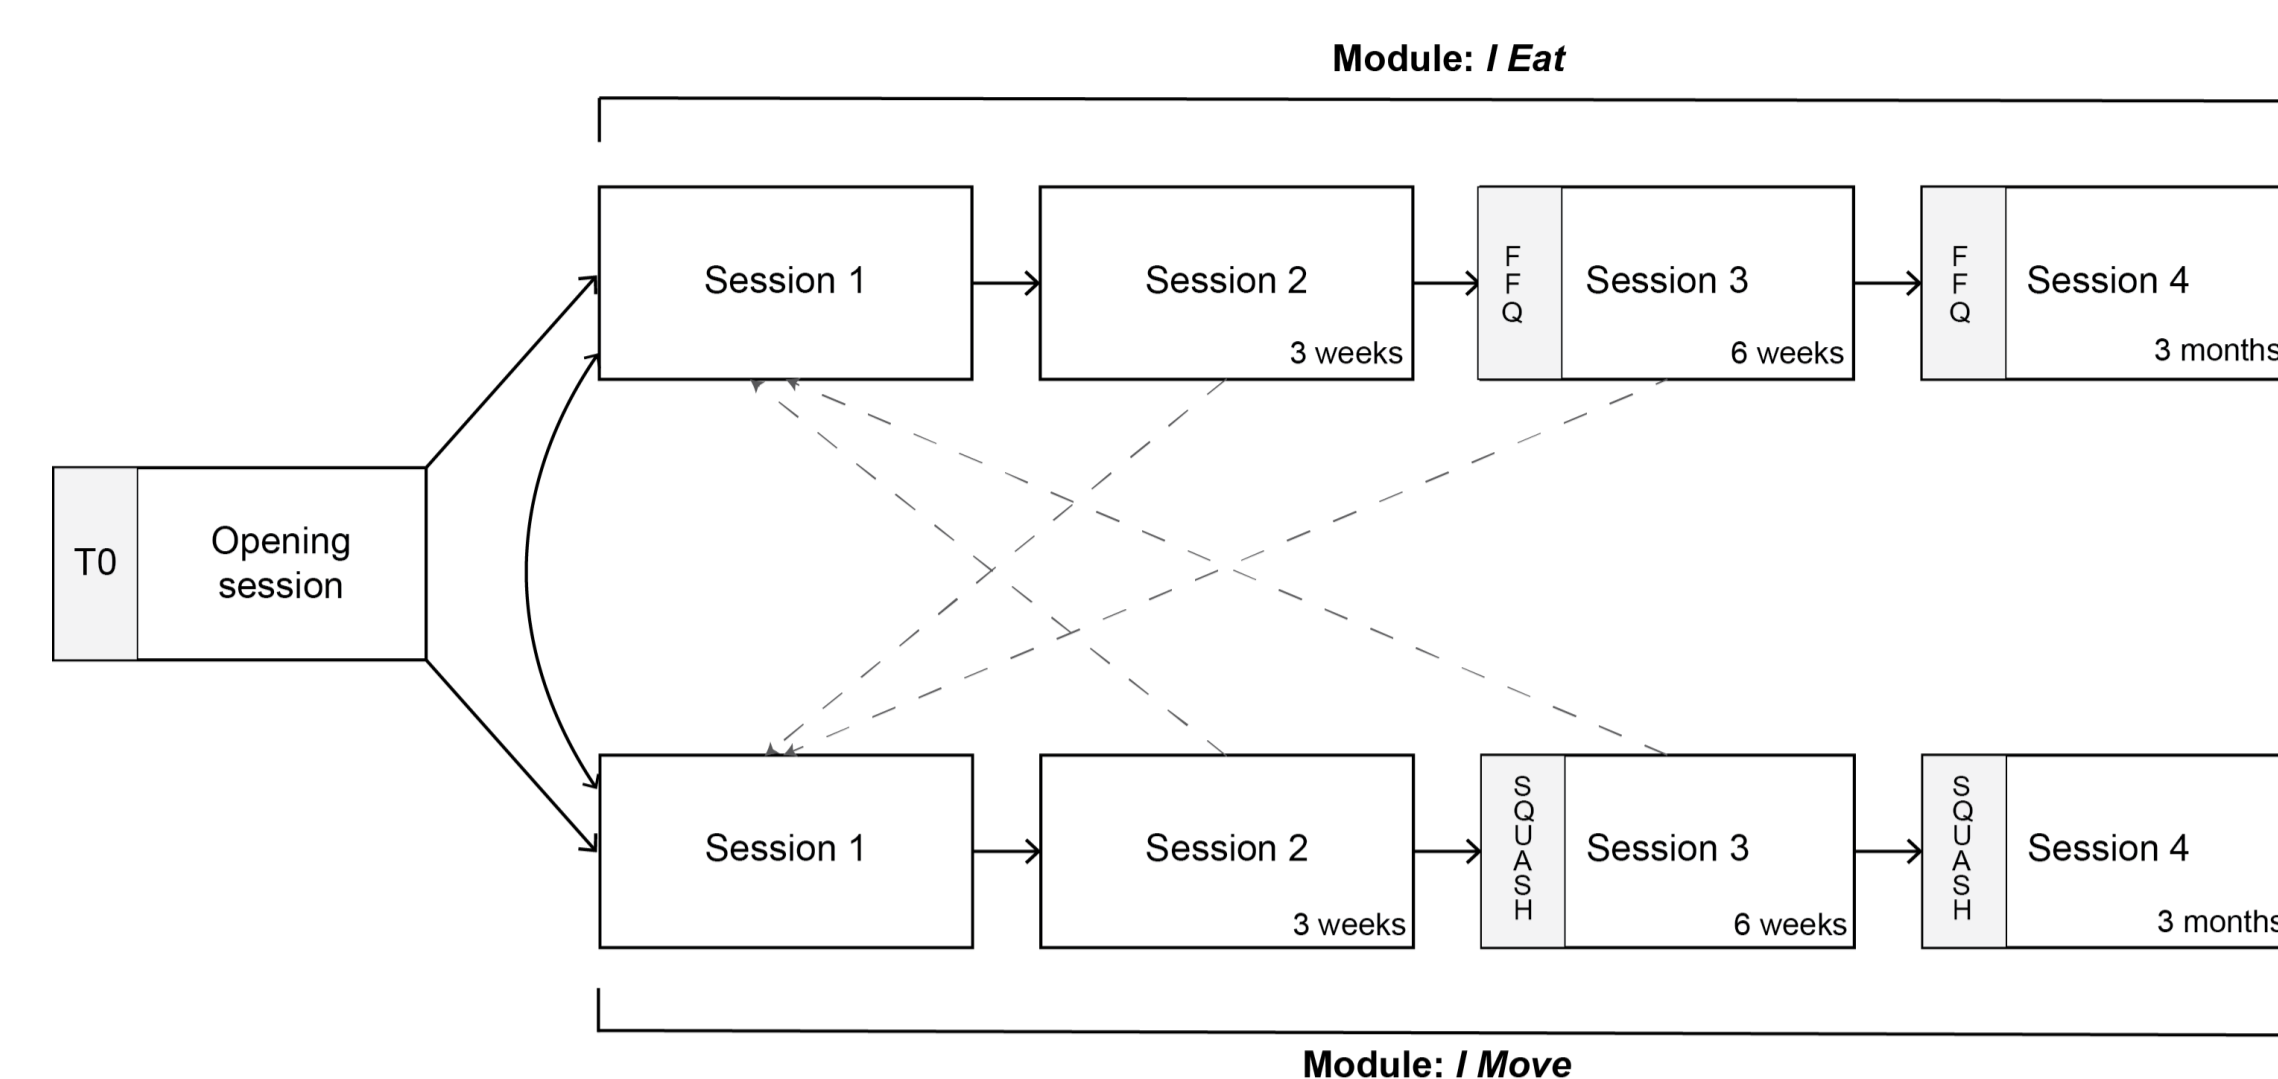 Module: I Eat
Session 1
Session 2
3 weeks
F
F
Q
Session 3
6 weeks
F
F
Q
Session 4
3 months
T0
Opening
session
Session 1
Session 2
3 weeks
S
Q
U
A
S
H
Session 3
6 weeks
S
Q
U
A
S
H
Session 4
3 months
Module: I Move